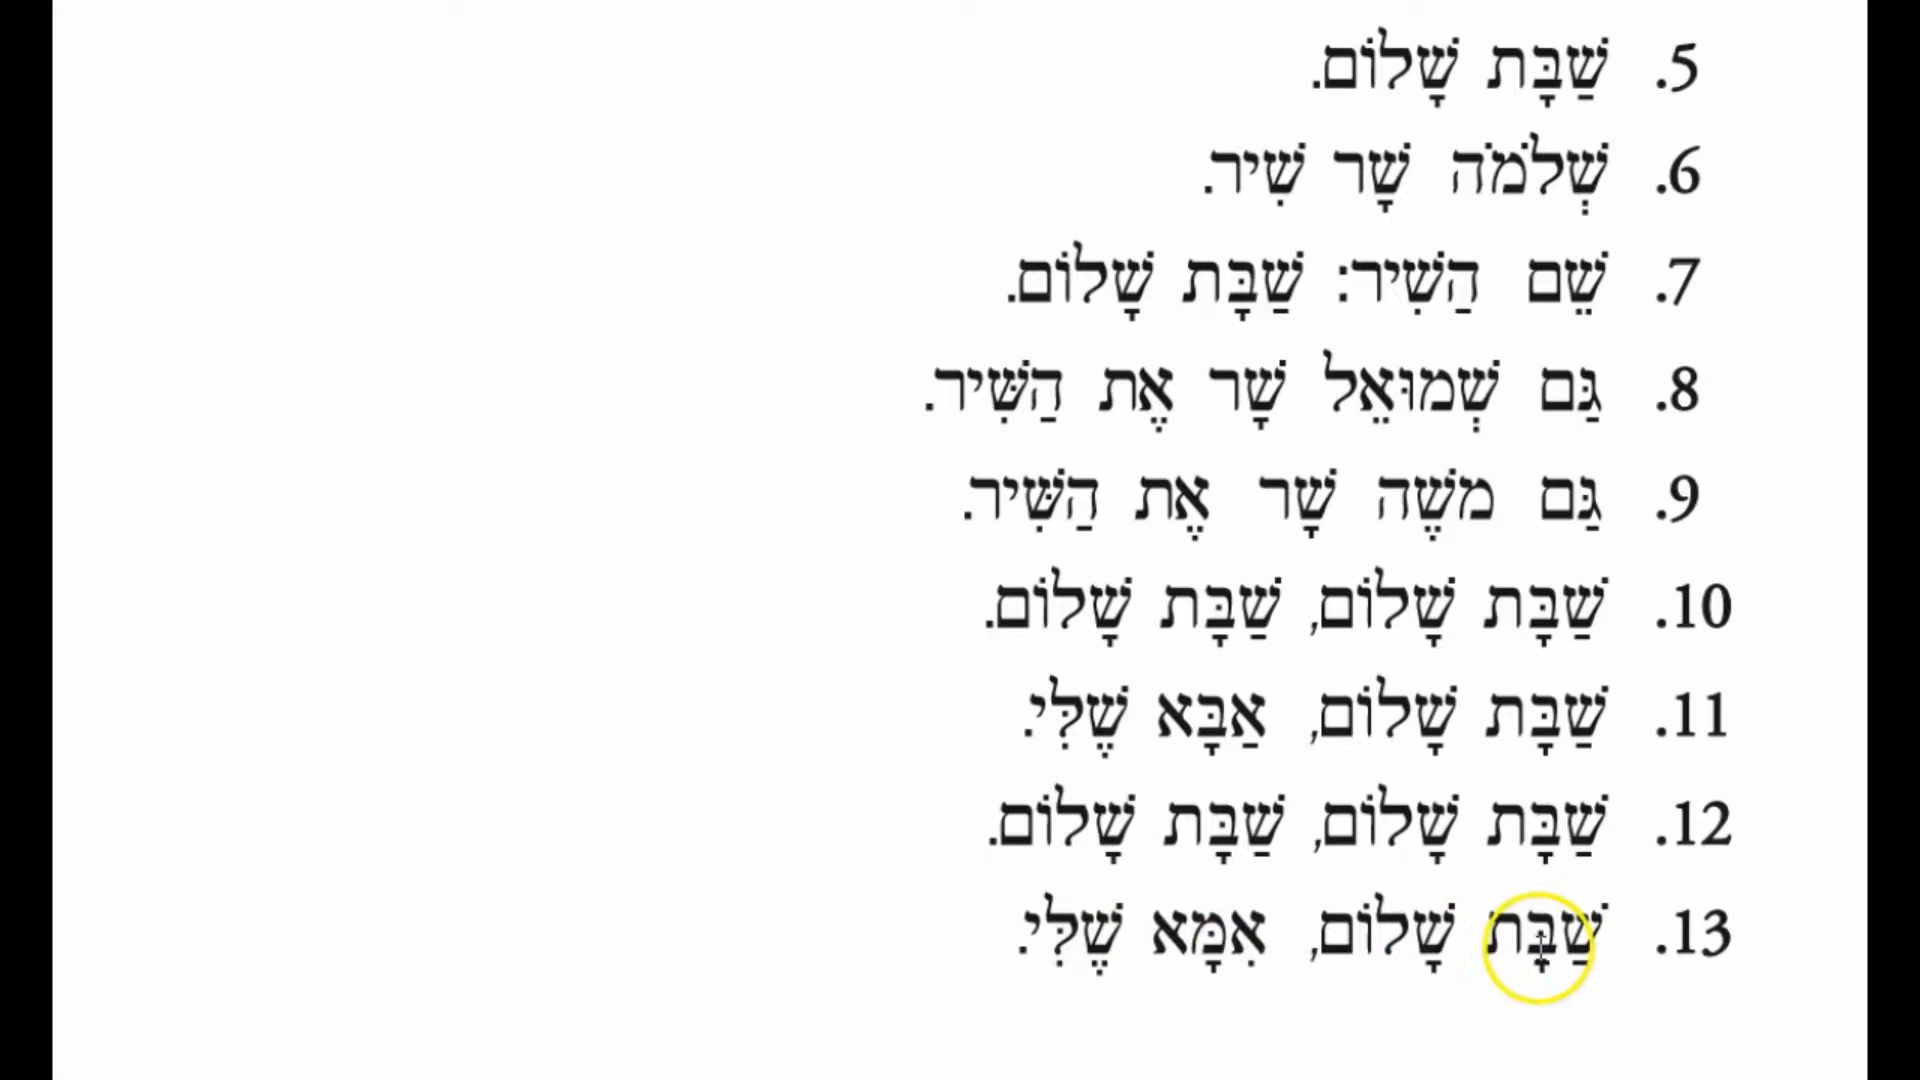 5. שַׁבָּת שָׁלוֹם.
6. שְׁלֹמֹה שָׁר שִׁיר.
7. שֵׁם הַשִׁיר: שַׁבָּת שָׁלוֹם.
8. גַּם שְׁמוּאֵל שָׁר אֶת הַשִּׁיר.
9. גַּם משֶׁה שָׁר אֶת הַשִּׁיר.
10. שַׁבָּת שָׁלוֹם, שַׁבָּת שָׁלוֹם.
11. שַׁבָּת שָׁלוֹם, אַבָּא שֶׁלִּי.
12. שַׁבָּת שָׁלוֹם, שַׁבָּת שָׁלוֹם.
13. שַׁבָּת שָׁלוֹם, אִמָּא שֶׁלִּי.